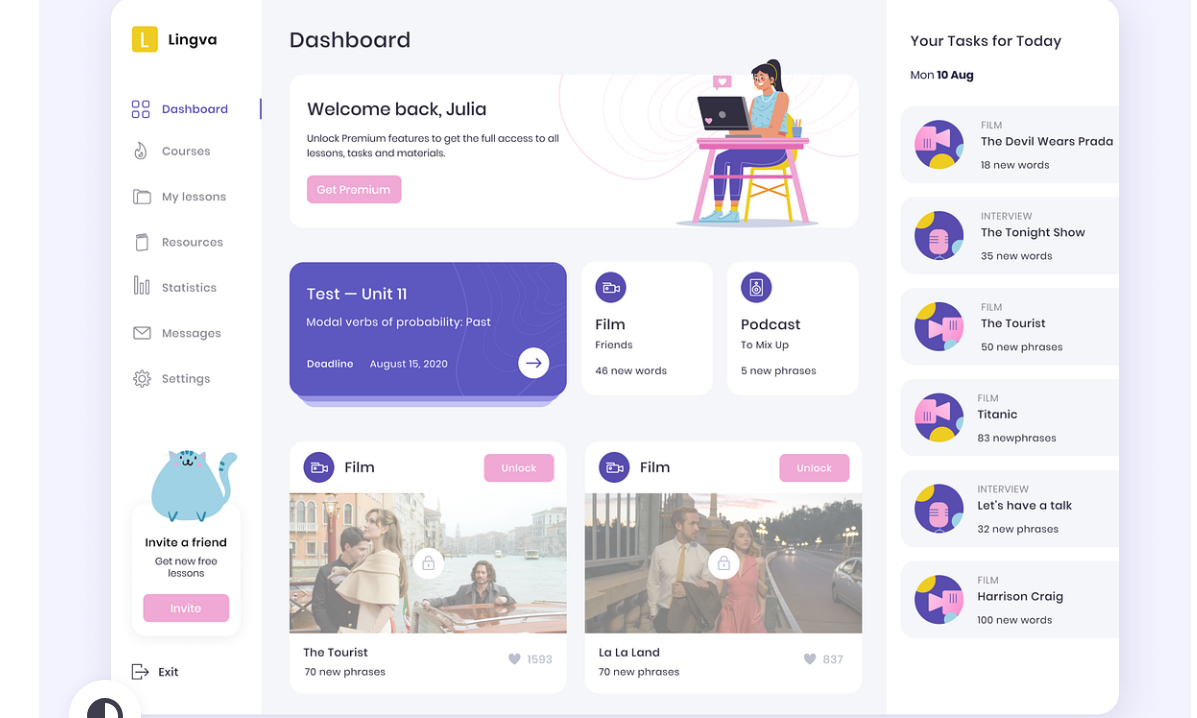 L Lingva
Dashboard
Courses
My lessons
Resources
Statistics
Messages
Settings
Invite a friend
Get new free
lessons
Invite
Exit
Dashboard
Welcome back, Julia
Unlock Premium features to get the full access to all
lessons, tasks and materials.
Get Premium
Test — Unit 11
Modal verbs of probability: Past
Deadline August 15, 2020
Film
Friends
46 new words
Podcast
To Mix Up
5 new phrases
Film
Unlock
The Tourist
70 new phrases
1593
Film
Unlock
La La Land
70 new phrases
837
Your Tasks for Today
Mon 10 Aug
FILM
The Devil Wears Prada
18 new words
INTERVIEW
The Tonight Show
35 new words
FILM
The Tourist
50 new phrases
FILM
Titanic
83 newphrases
INTERVIEW
Let's have a talk
32 new phrases
FILM
Harrison Craig
100 new words